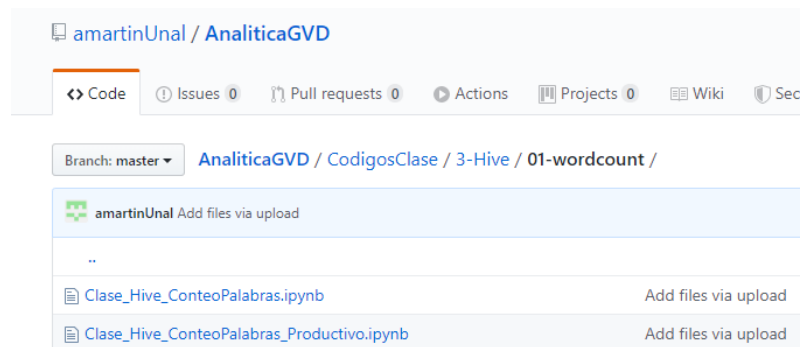 amartinUnal / AnaliticaGVD
Code Issues 0 Pull requests 0 Actions Projects 0 Wiki Sec
Branch: master AnaliticaGVD / CodigosClase / 3-Hive / 01-wordcount /
amartinUnal Add files via upload
..
Clase_Hive_ConteoPalabras.ipynb Add files via upload
Clase_Hive_ConteoPalabras_Productivo.ipynb Add files via upload